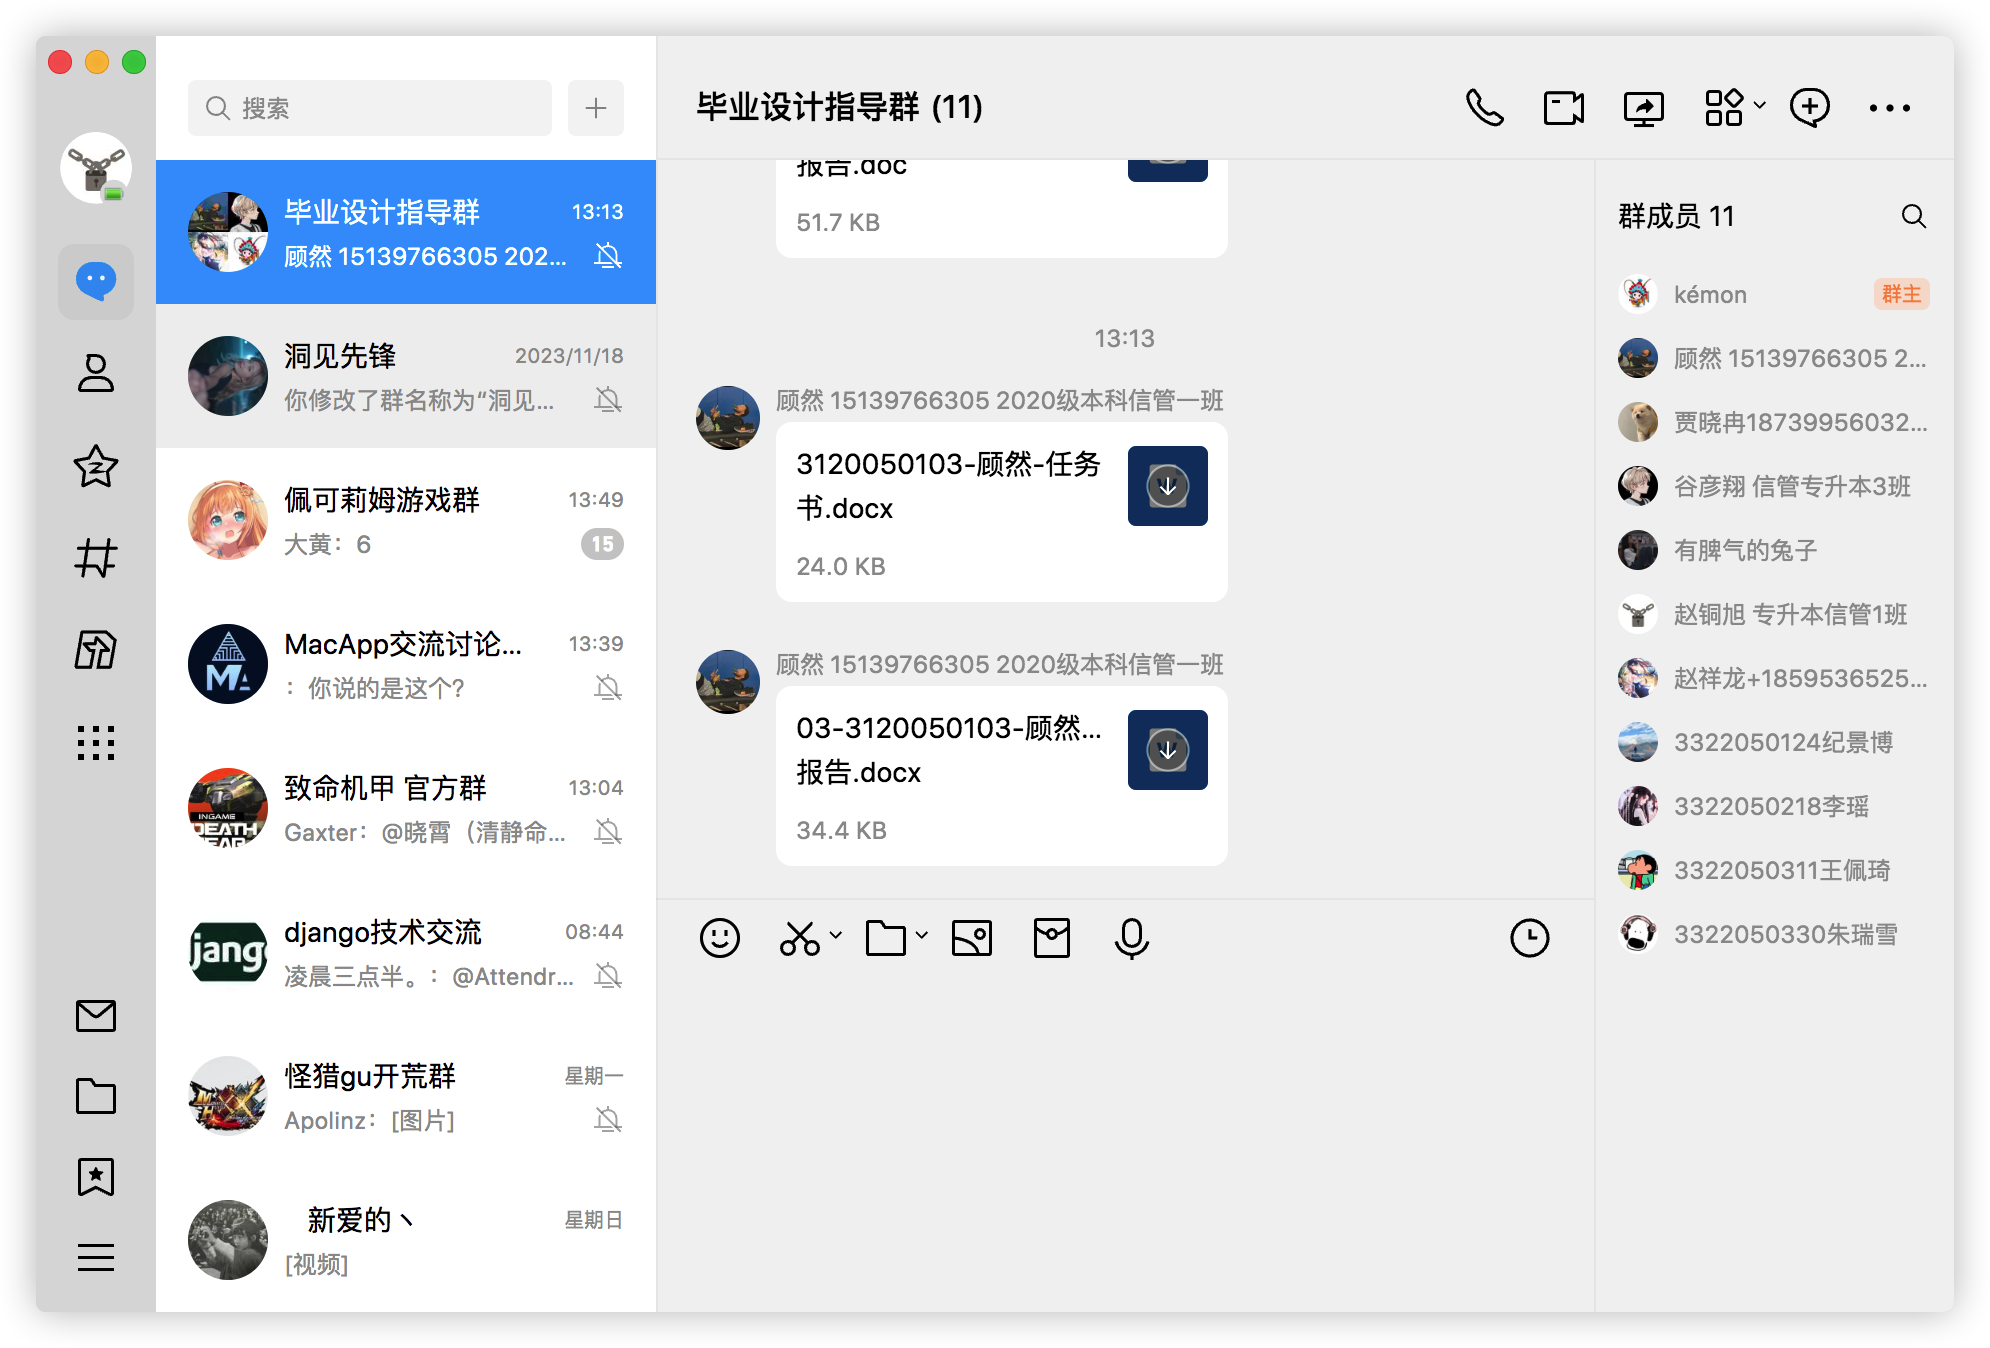 搜索
毕业设计指导群
13:13
顾然 15139766305 202...
洞见先锋
2023/11/18
你修改了群名称为“洞见...
佩可莉姆游戏群
13:49
大黄：6
15
MacApp交流讨论...
13:39
：你说的是这个?
INGAME
DEATH
GEAR
致命机甲 官方群
13:04
Gaxter：@晓霄（清静命...
jang
django技术交流
08:44
凌晨三点半。：@Attendr...
怪猎gu开荒群
星期一
Apolinz：[图片]
新爱的丶
星期日
[视频]
毕业设计指导群 (11)
报告.doc
51.7 KB
13:13
顾然 15139766305 2020级本科信管一班
3120050103-顾然-任务
书.docx
24.0 KB
顾然 15139766305 2020级本科信管一班
03-3120050103-顾然...
报告.docx
34.4 KB
群成员 11
kémon
群主
顾然 15139766305 2...
贾晓冉18739956032...
谷彦翔 信管专升本3班
有脾气的兔子
赵铜旭 专升本信管1班
赵祥龙+1859536525...
3322050124纪景博
3322050218李瑶
3322050311王佩琦
3322050330朱瑞雪